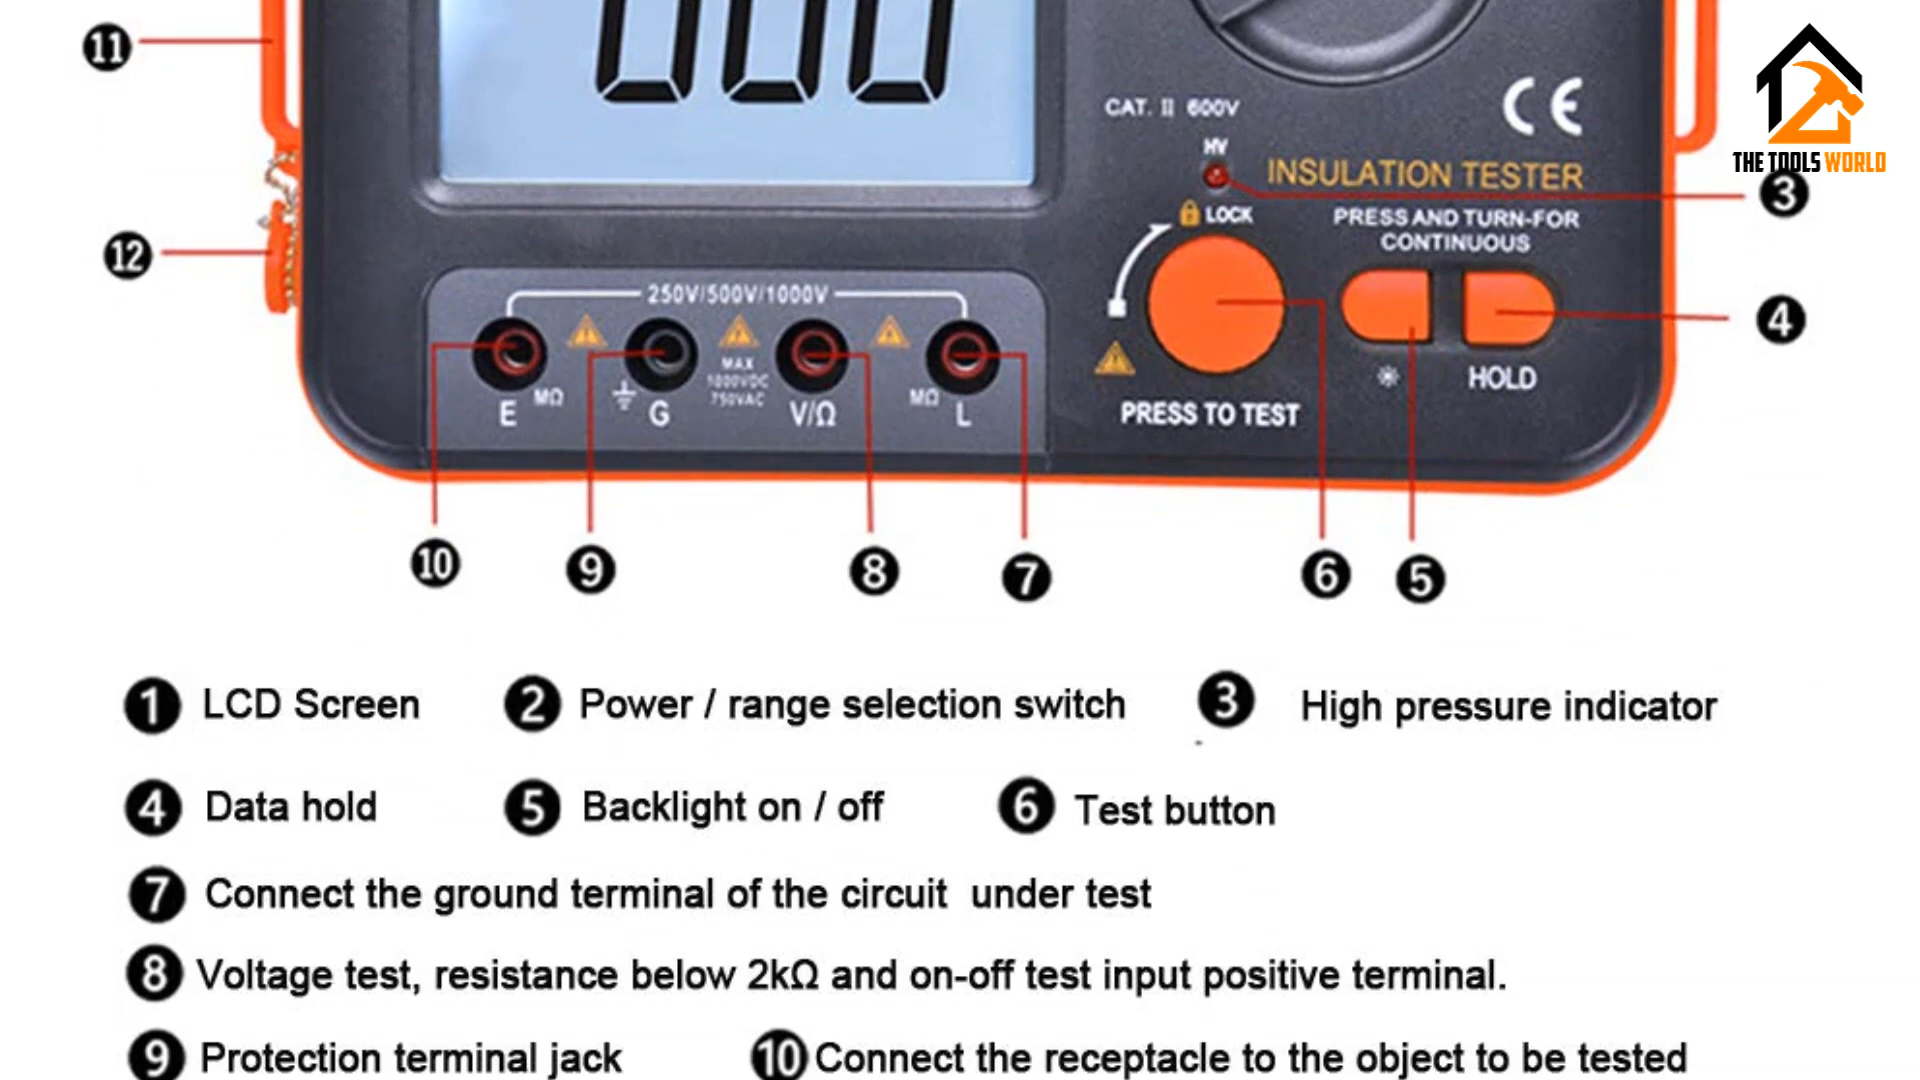 000
11
CAT. II 600V
CE
THE TOOLS WORLD
HV
INSULATION TESTER
3
LOCK
PRESS AND TURN-FOR
CONTINUOUS
12
250V/500V/1000V
4
MAX
1000VDC
750VAC
E MΩ G V/Ω MΩ L
HOLD
PRESS TO TEST
10 9 8 7 6 5
1 LCD Screen 2 Power / range selection switch 3 High pressure indicator
4 Data hold 5 Backlight on / off 6 Test button
7 Connect the ground terminal of the circuit under test
8 Voltage test, resistance below 2kΩ and on-off test input positive terminal.
9 Protection terminal jack 10 Connect the receptacle to the object to be tested